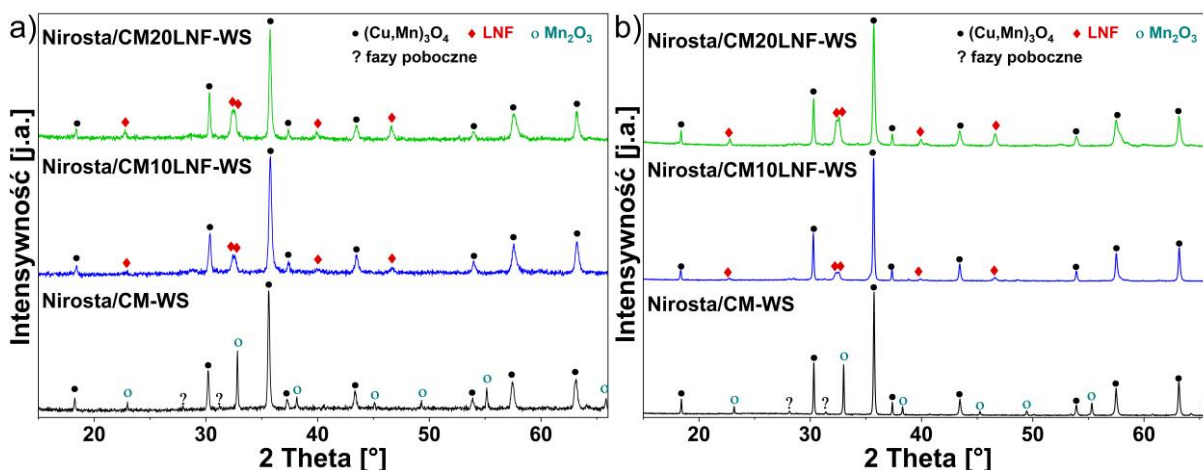 a)
Nirosta/CM20LNF-WS
● (Cu,Mn)₃O₄ ♦ LNF o Mn₂O₃
? fazy poboczne
Nirosta/CM10LNF-WS
Nirosta/CM-WS
o
o
? ?
o
o
o
o
o
Intensywność [j.a.]
20 30 40 50 60
2 Theta [°]
b)
Nirosta/CM20LNF-WS
● (Cu,Mn)₃O₄ ♦ LNF o Mn₂O₃
? fazy poboczne
Nirosta/CM10LNF-WS
Nirosta/CM-WS
o
o
? ?
o
o
o
o
Intensywność [j.a.]
20 30 40 50 60
2 Theta [°]